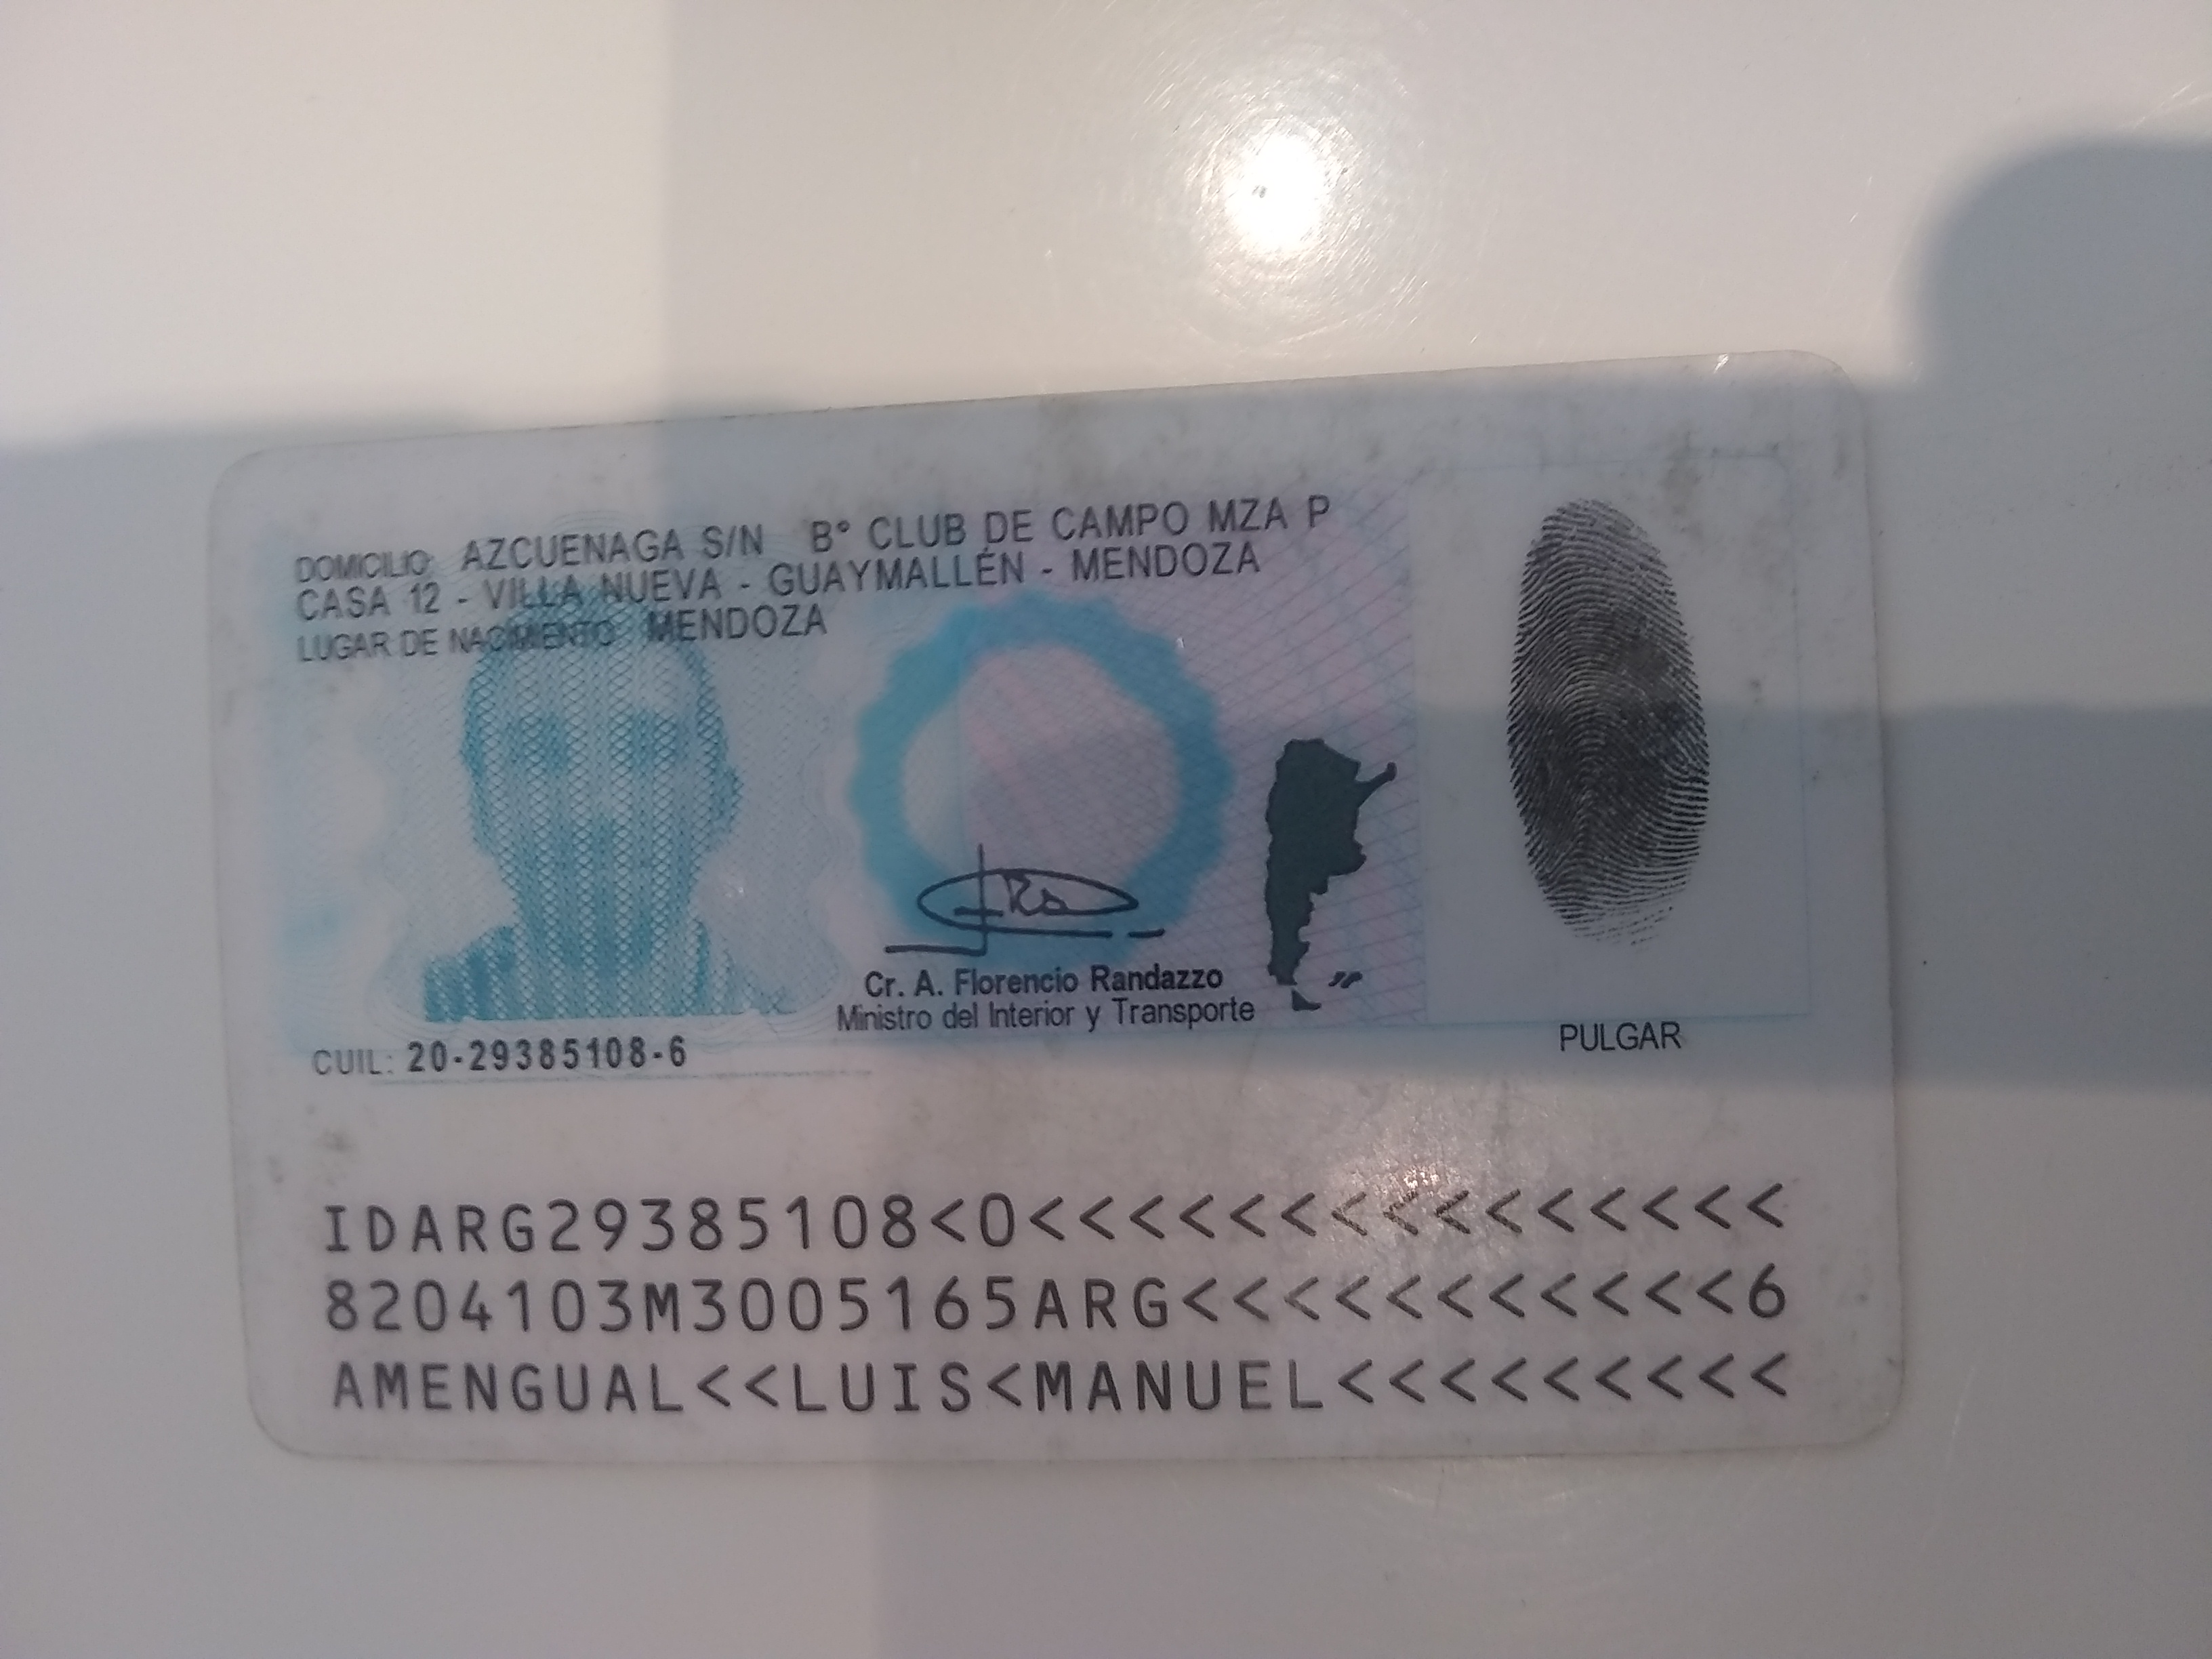 DOMICILIO: AZCUENAGA S/N B° CLUB DE CAMPO MZA P
CASA 12 - VILLA NUEVA - GUAYMALLÉN - MENDOZA
LUGAR DE NACIMIENTO: MENDOZA
Cr. A. Florencio Randazzo
Ministro del Interior y Transporte
PULGAR
CUIL: 20-29385108-6
IDARG29385108<0<<<<<<<<<<<<<<<
8204103M3005165ARG<<<<<<<<<<<6
AMENGUAL<<LUIS<MANUEL<<<<<<<<<